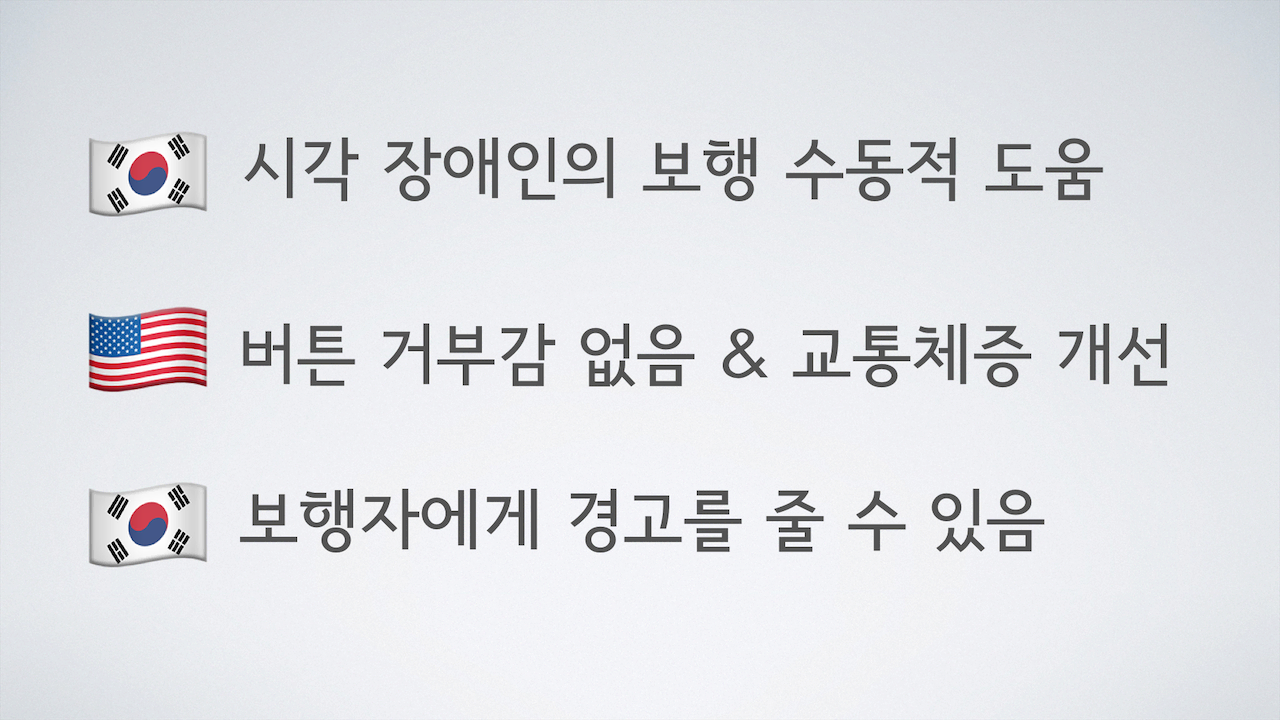 시각 장애인의 보행 수동적 도움
버튼 거부감 없음 & 교통체증 개선
보행자에게 경고를 줄 수 있음